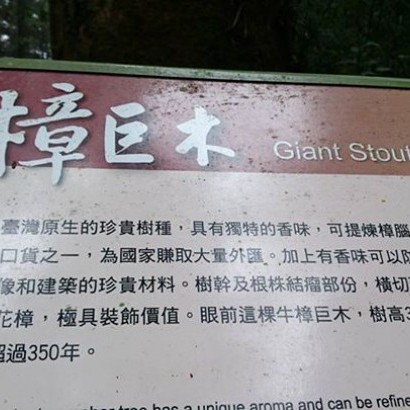 樟巨木 Giant Stout
臺灣原生的珍貴樹種，具有獨特的香味，可提煉樟腦
口貨之一，為國家賺取大量外匯。加上有香味可以防
像和建築的珍貴材料。樹幹及根株結瘤部份，橫切
花樟，極具裝飾價值。眼前這棵牛樟巨木，樹高3
超過350年。
tree has a unique aroma and can be refine